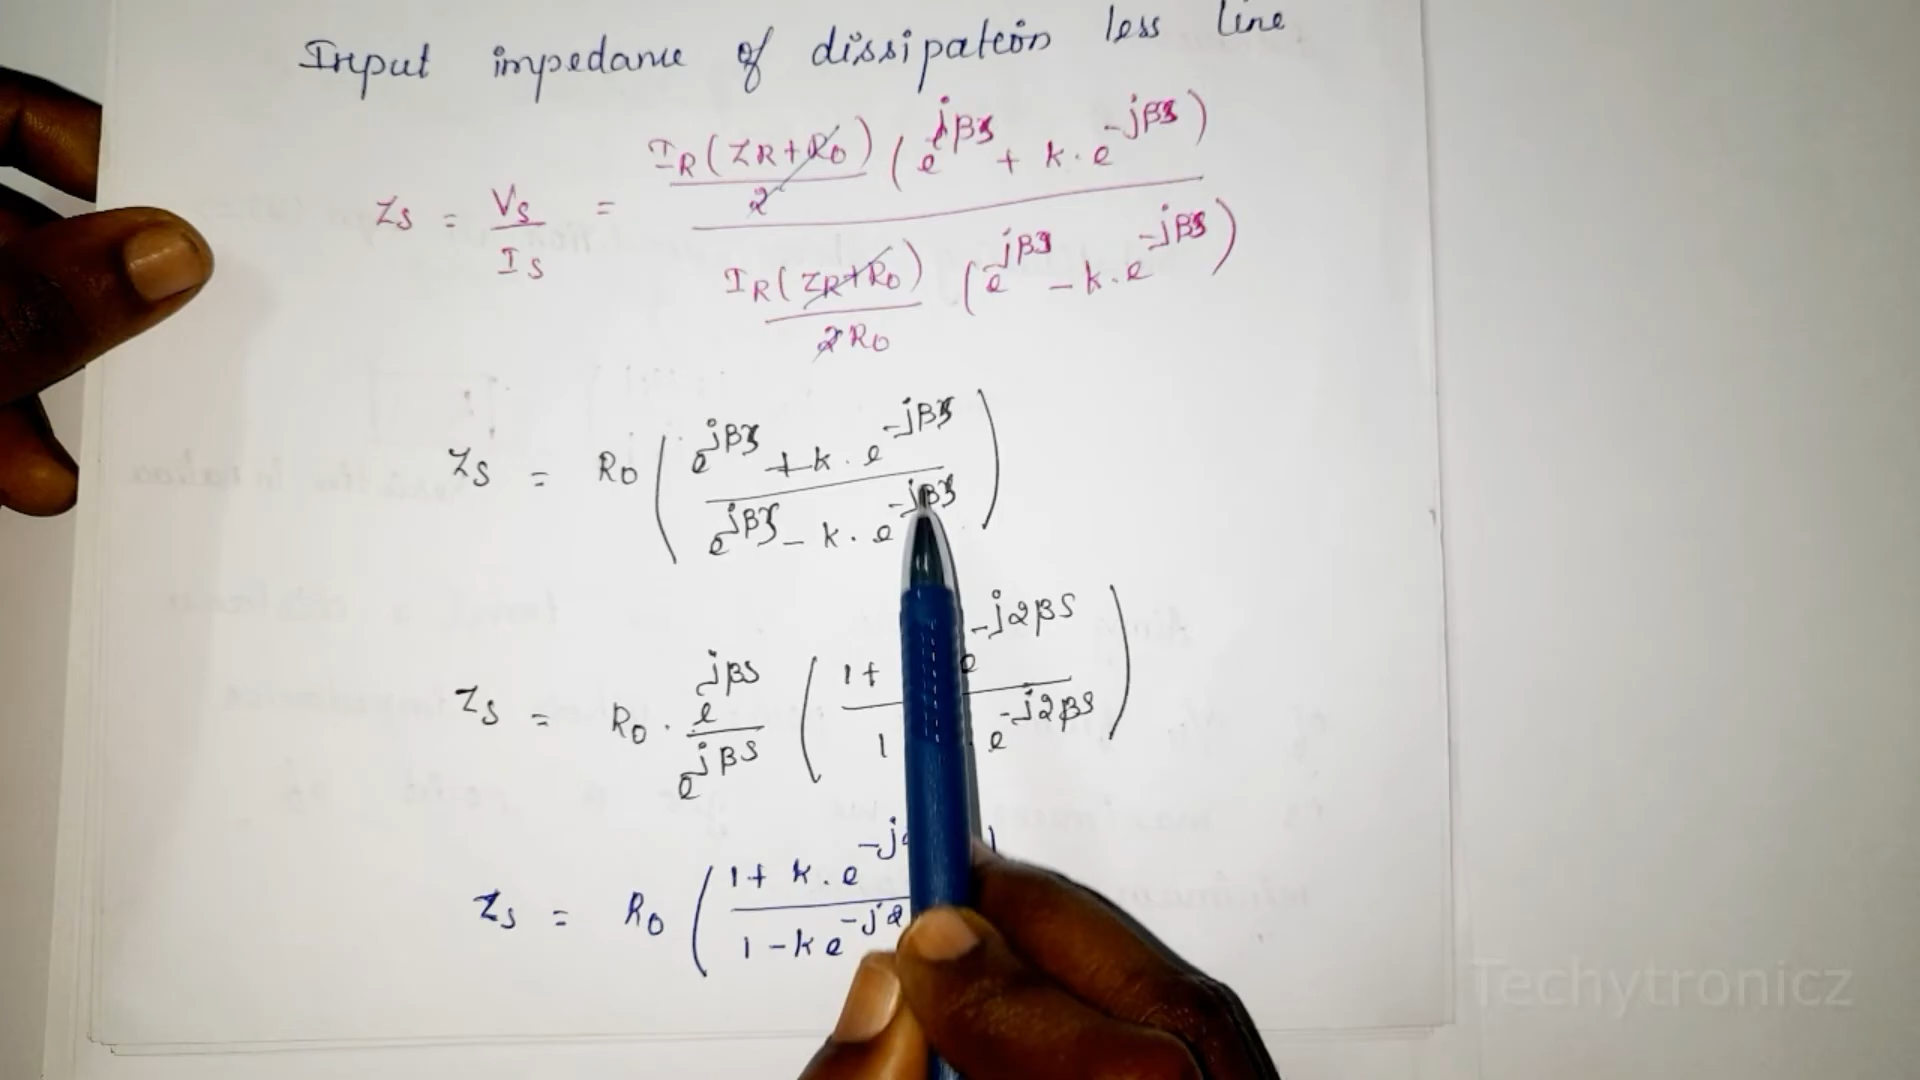 Input impedance of dissipation less line
ZS = VS / IS = IR(ZR+R0)/2 (e^jβs + k.e^-jβs) / IR(ZR+R0)/2R0 (e^jβs - k.e^-jβs)
ZS = R0 ( e^jβs + k.e^-jβs / e^jβs - k.e^-jβs )
ZS = R0 . e^jβs / e^jβs ( 1+ e^-j2βs / 1 . e^-j2βs )
ZS = R0 ( 1+ k.e^-j / 1-ke^-j2
Techytronicz